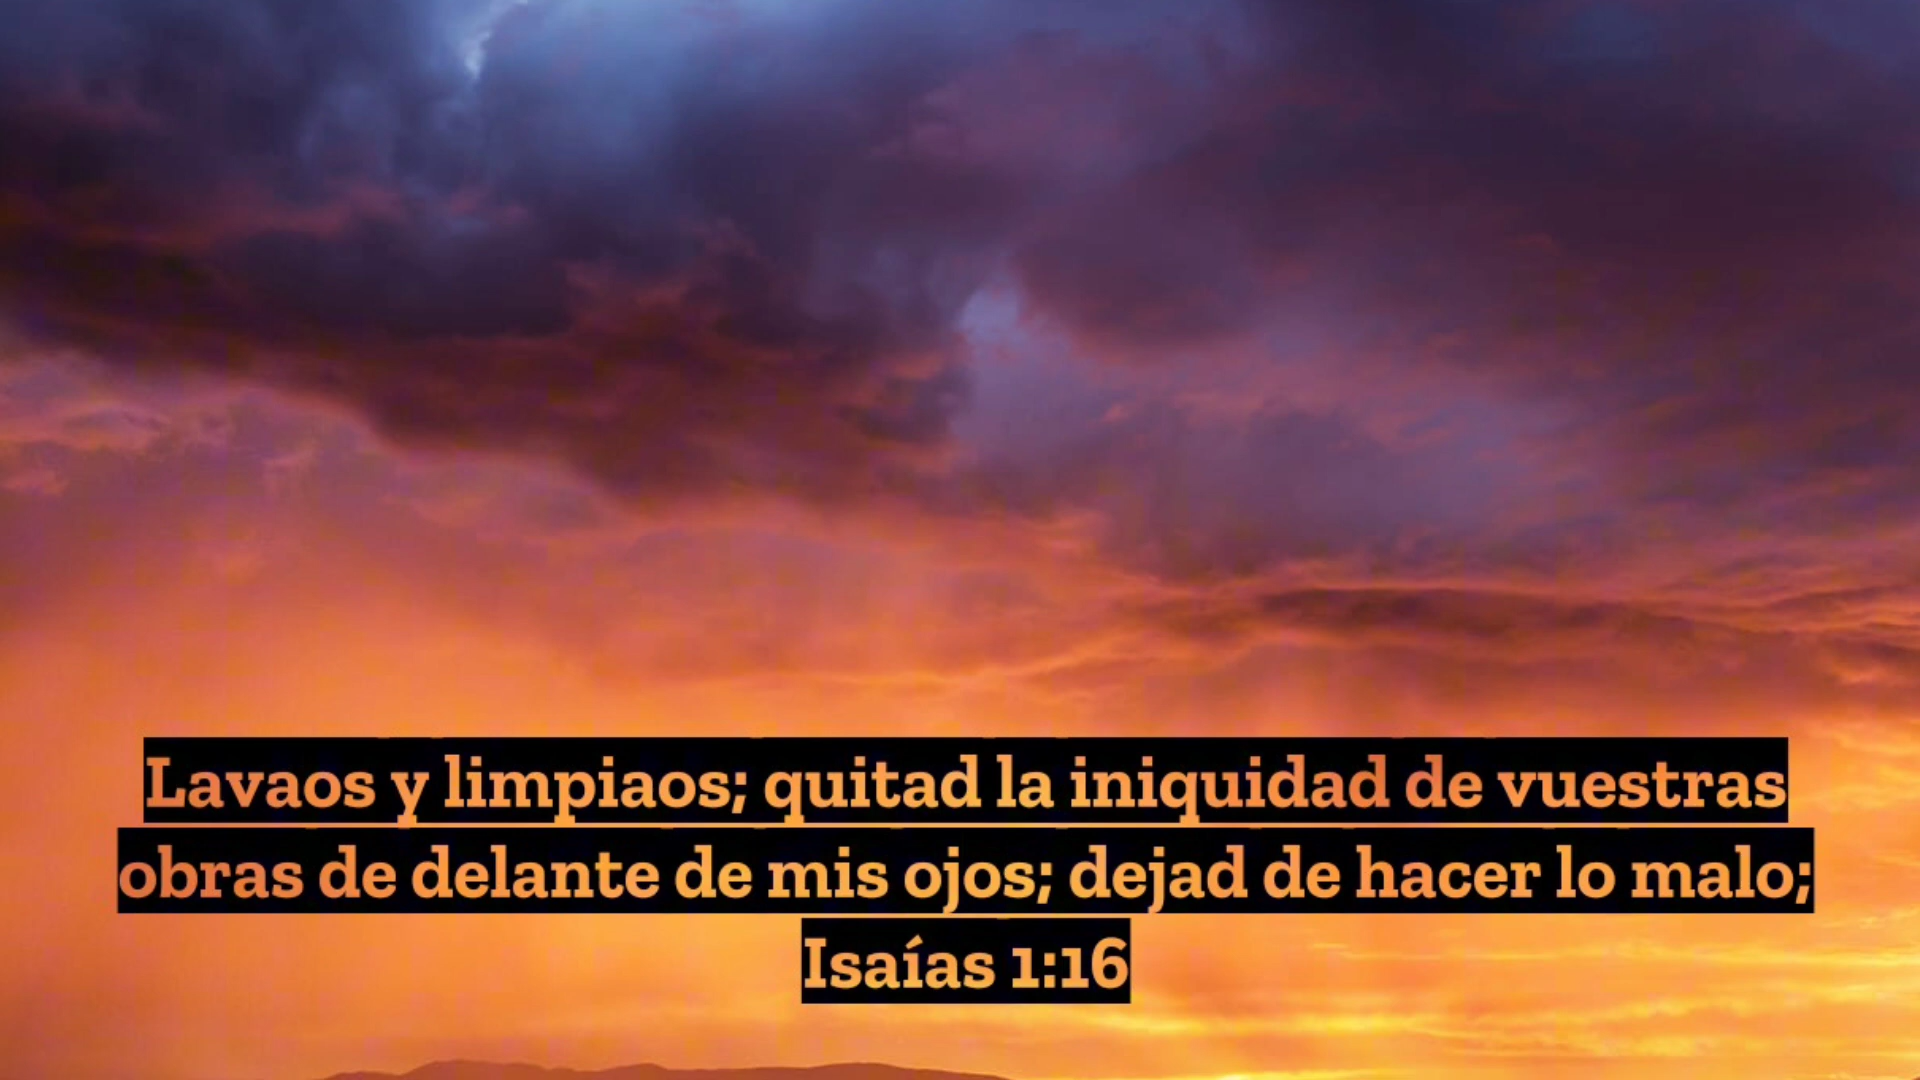 Lavaos y limpiaos; quitad la iniquidad de vuestras
obras de delante de mis ojos; dejad de hacer lo malo;
Isaías 1:16